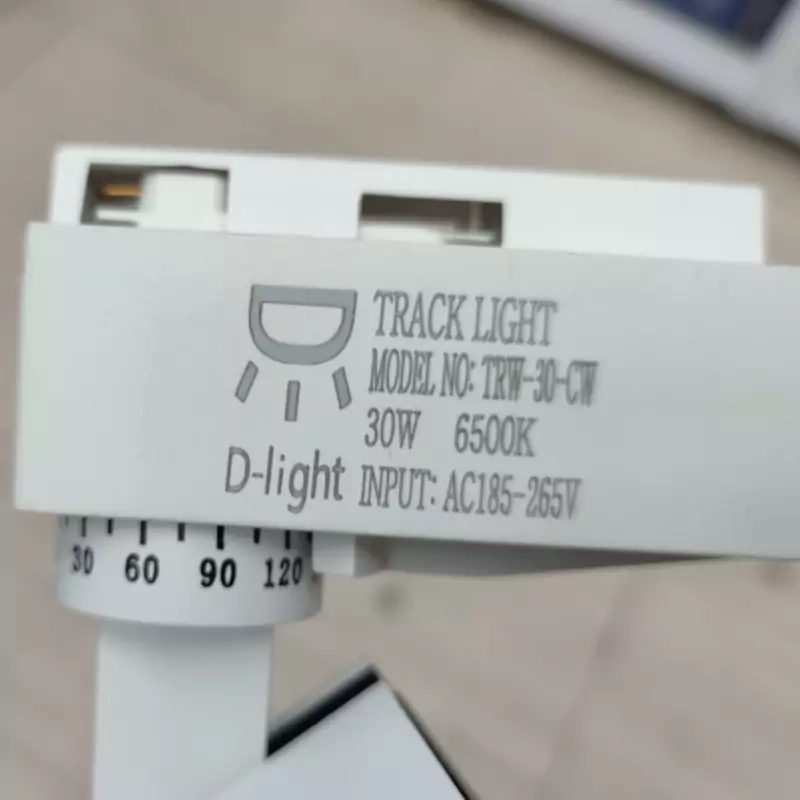 TRACK LIGHT
MODEL NO: TRW-30-CW
30W 6500K
D-light INPUT: AC185-265V
30 60 90 120